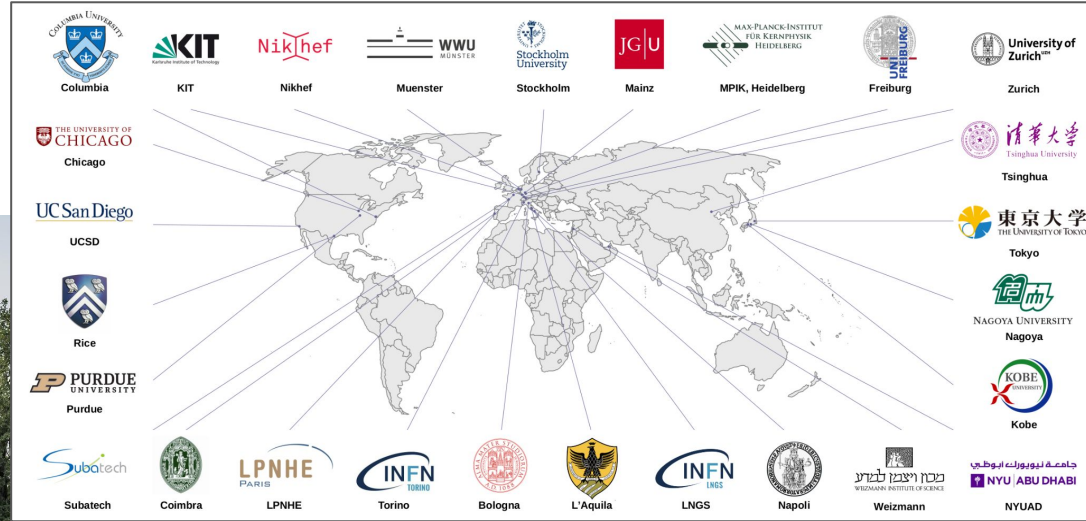 COLUMBIA UNIVERSITY
KIT
Karlsruhe Institute of Technology
Nikhef
WWU
MÜNSTER
Stockholm
University
JG|U
MAX-PLANCK-INSTITUT
FÜR KERNPHYSIK
HEIDELBERG
UNI
FREIBURG
University of
Zurich UZH
Columbia
KIT
Nikhef
Muenster
Stockholm
Mainz
MPIK, Heidelberg
Freiburg
Zurich
THE UNIVERSITY OF
CHICAGO
Chicago
清華大学
Tsinghua University
Tsinghua
UC San Diego
UCSD
東京大学
THE UNIVERSITY OF TOKYO
Tokyo
Rice
NAGOYA UNIVERSITY
Nagoya
PURDUE
UNIVERSITY
Purdue
KOBE
UNIVERSITY
Kobe
Subatech
LPNHE
PARIS
INFN
TORINO
ALMA MATER STUDIORUM
A.D. 1088
INFN
LNGS
מכון ויצמן למדע
WEIZMANN INSTITUTE OF SCIENCE
جامعة نيويورك أبوظبي
NYU | ABU DHABI
Subatech
Coimbra
LPNHE
Torino
Bologna
L'Aquila
LNGS
Napoli
Weizmann
NYUAD